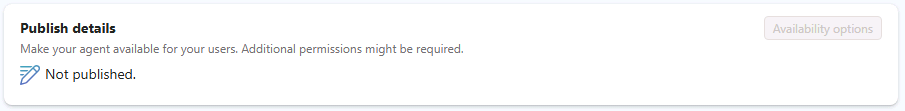 Publish details
Availability options
Make your agent available for your users. Additional permissions might be required.
Not published.